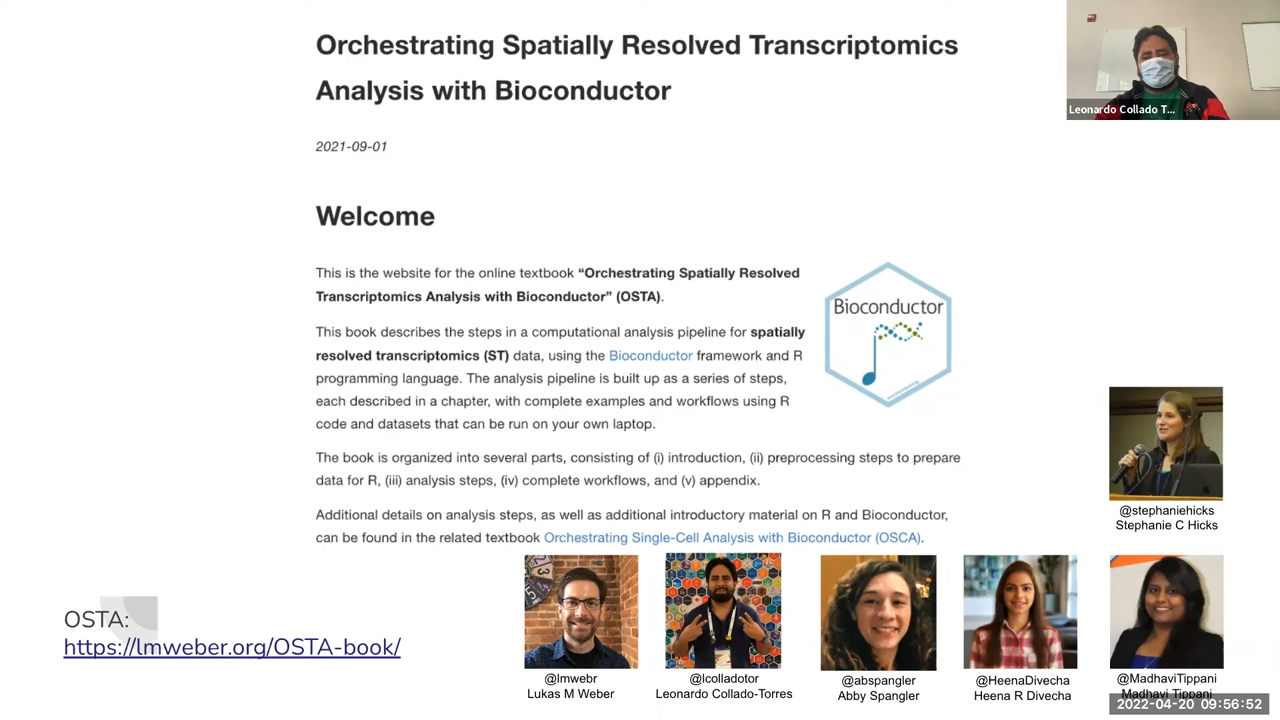 Orchestrating Spatially Resolved Transcriptomics
Analysis with Bioconductor
Leonardo Collado T...
2021-09-01
Welcome
This is the website for the online textbook “Orchestrating Spatially Resolved
Transcriptomics Analysis with Bioconductor” (OSTA).
This book describes the steps in a computational analysis pipeline for spatially
resolved transcriptomics (ST) data, using the Bioconductor framework and R
programming language. The analysis pipeline is built up as a series of steps,
each described in a chapter, with complete examples and workflows using R
code and datasets that can be run on your own laptop.
Bioconductor
The book is organized into several parts, consisting of (i) introduction, (ii) preprocessing steps to prepare
data for R, (iii) analysis steps, (iv) complete workflows, and (v) appendix.
Additional details on analysis steps, as well as additional introductory material on R and Bioconductor,
can be found in the related textbook Orchestrating Single-Cell Analysis with Bioconductor (OSCA).
@stephaniehicks
Stephanie C Hicks
OSTA:
https://lmweber.org/OSTA-book/
@lmwebr
Lukas M Weber
@lcolladotor
Leonardo Collado-Torres
@abspangler
Abby Spangler
@HeenaDivecha
Heena R Divecha
@MadhaviTippani
Madhavi Tippani
2022-04-20 09:56:52